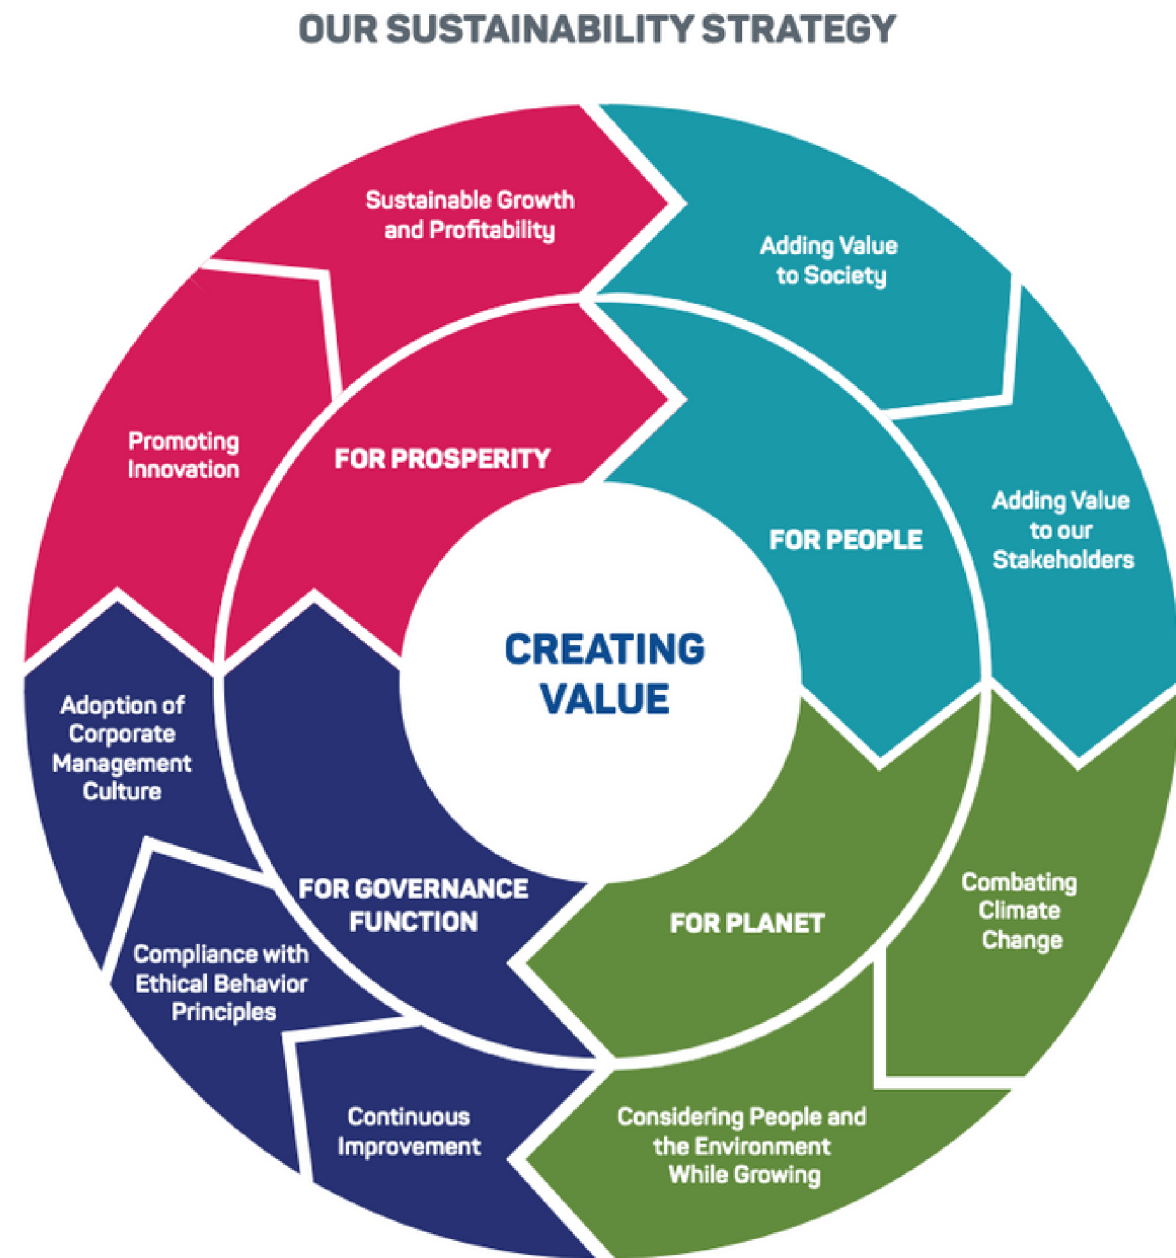 OUR SUSTAINABILITY STRATEGY
Sustainable Growth
and Profitability
Adding Value
to Society
Promoting
Innovation
FOR PROSPERITY
FOR PEOPLE
Adding Value
to our
Stakeholders
CREATING
VALUE
Adoption of
Corporate
Management
Culture
FOR GOVERNANCE
FUNCTION
FOR PLANET
Combating
Climate
Change
Compliance with
Ethical Behavior
Principles
Continuous
Improvement
Considering People and
the Environment
While Growing